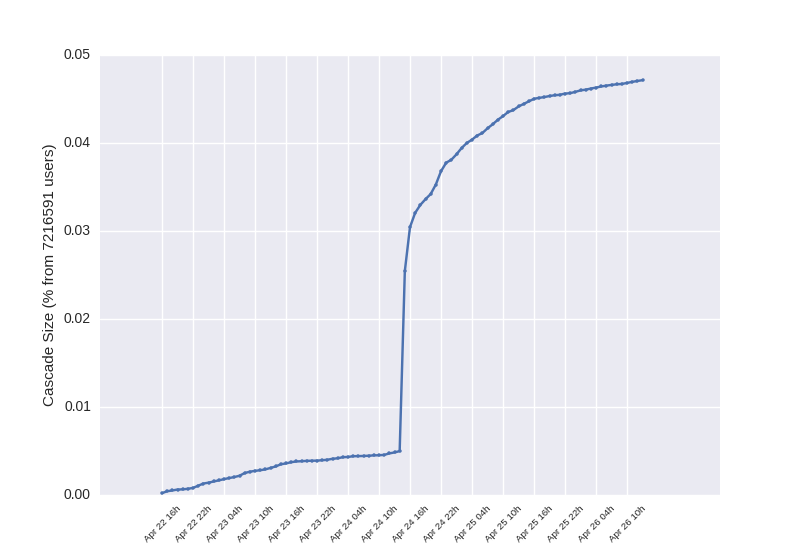 Cascade Size (% from 7216591 users)
0.05
0.04
0.03
0.02
0.01
0.00
Apr 22 16h
Apr 22 22h
Apr 23 04h
Apr 23 10h
Apr 23 16h
Apr 23 22h
Apr 24 04h
Apr 24 10h
Apr 24 16h
Apr 24 22h
Apr 25 04h
Apr 25 10h
Apr 25 16h
Apr 25 22h
Apr 26 04h
Apr 26 10h